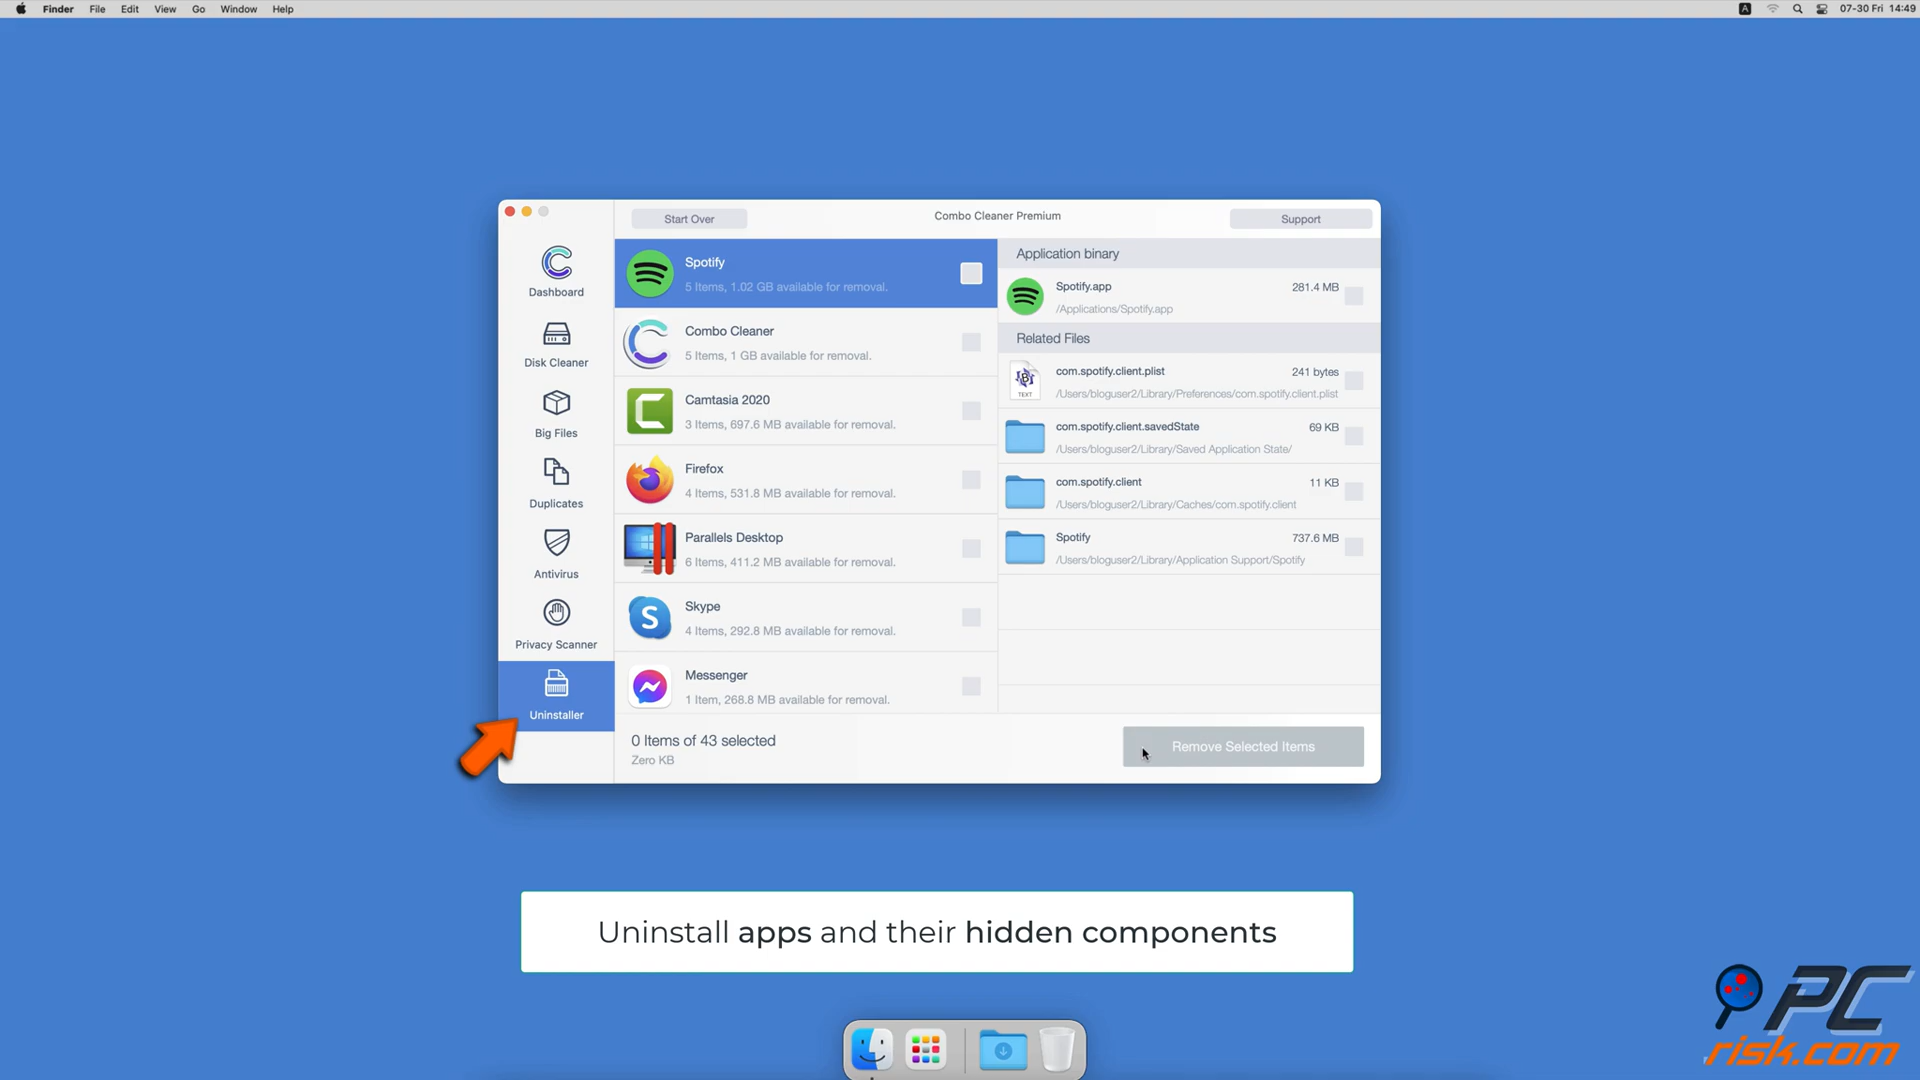 Finder File Edit View Go Window Help
A 07-30 Fri 14:49
Start Over
Combo Cleaner Premium
Support
Dashboard
Disk Cleaner
Big Files
Duplicates
Antivirus
Privacy Scanner
Uninstaller
Spotify
5 Items, 1.02 GB available for removal.
Combo Cleaner
5 Items, 1 GB available for removal.
Camtasia 2020
3 Items, 697.6 MB available for removal.
Firefox
4 Items, 531.8 MB available for removal.
Parallels Desktop
6 Items, 411.2 MB available for removal.
Skype
4 Items, 292.8 MB available for removal.
Messenger
1 Item, 268.8 MB available for removal.
Application binary
Spotify.app 281.4 MB
/Applications/Spotify.app
Related Files
TEXT
com.spotify.client.plist 241 bytes
/Users/bloguser2/Library/Preferences/com.spotify.client.plist
com.spotify.client.savedState 69 KB
/Users/bloguser2/Library/Saved Application State/
com.spotify.client 11 KB
/Users/bloguser2/Library/Caches/com.spotify.client
Spotify 737.6 MB
/Users/bloguser2/Library/Application Support/Spotify
0 Items of 43 selected
Zero KB
Remove Selected Items
Uninstall apps and their hidden components
PC
risk.com